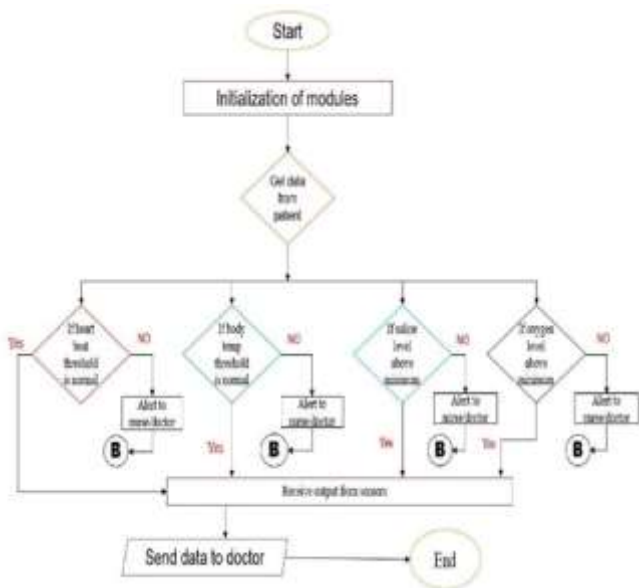 Start
Initialization of modules
Get data
from
patient
Yes
If heart
beat
threshold
is normal
NO
If body
temp
threshold
is normal
NO
If saline
level
above
minimum
NO
If oxygen
level
above
minimum
NO
Alert to
nurse/doctor
Alert to
nurse/doctor
Alert to
nurse/doctor
Alert to
nurse/doctor
B
Yes
B
Yes
B
Yes
B
Receive output from sensors
Send data to doctor
End